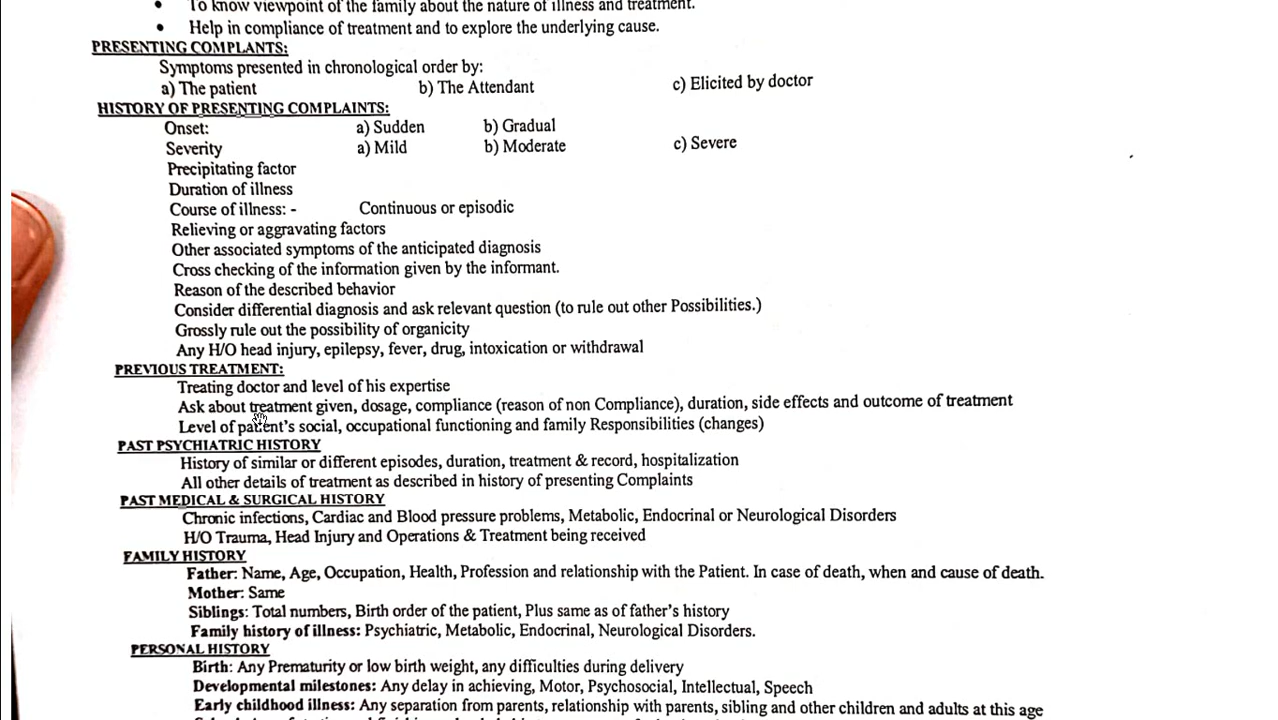 • To know viewpoint of the family about the nature of illness and treatment.
• Help in compliance of treatment and to explore the underlying cause.
PRESENTING COMPLANTS:
Symptoms presented in chronological order by:
a) The patient b) The Attendant c) Elicited by doctor
HISTORY OF PRESENTING COMPLAINTS:
Onset: a) Sudden b) Gradual
Severity a) Mild b) Moderate c) Severe
Precipitating factor
Duration of illness
Course of illness: - Continuous or episodic
Relieving or aggravating factors
Other associated symptoms of the anticipated diagnosis
Cross checking of the information given by the informant.
Reason of the described behavior
Consider differential diagnosis and ask relevant question (to rule out other Possibilities.)
Grossly rule out the possibility of organicity
Any H/O head injury, epilepsy, fever, drug, intoxication or withdrawal
PREVIOUS TREATMENT:
Treating doctor and level of his expertise
Ask about treatment given, dosage, compliance (reason of non Compliance), duration, side effects and outcome of treatment
Level of patient's social, occupational functioning and family Responsibilities (changes)
PAST PSYCHIATRIC HISTORY
History of similar or different episodes, duration, treatment & record, hospitalization
All other details of treatment as described in history of presenting Complaints
PAST MEDICAL & SURGICAL HISTORY
Chronic infections, Cardiac and Blood pressure problems, Metabolic, Endocrinal or Neurological Disorders
H/O Trauma, Head Injury and Operations & Treatment being received
FAMILY HISTORY
Father: Name, Age, Occupation, Health, Profession and relationship with the Patient. In case of death, when and cause of death.
Mother: Same
Siblings: Total numbers, Birth order of the patient, Plus same as of father's history
Family history of illness: Psychiatric, Metabolic, Endocrinal, Neurological Disorders.
PERSONAL HISTORY
Birth: Any Prematurity or low birth weight, any difficulties during delivery
Developmental milestones: Any delay in achieving, Motor, Psychosocial, Intellectual, Speech
Early childhood illness: Any separation from parents, relationship with parents, sibling and other children and adults at this age